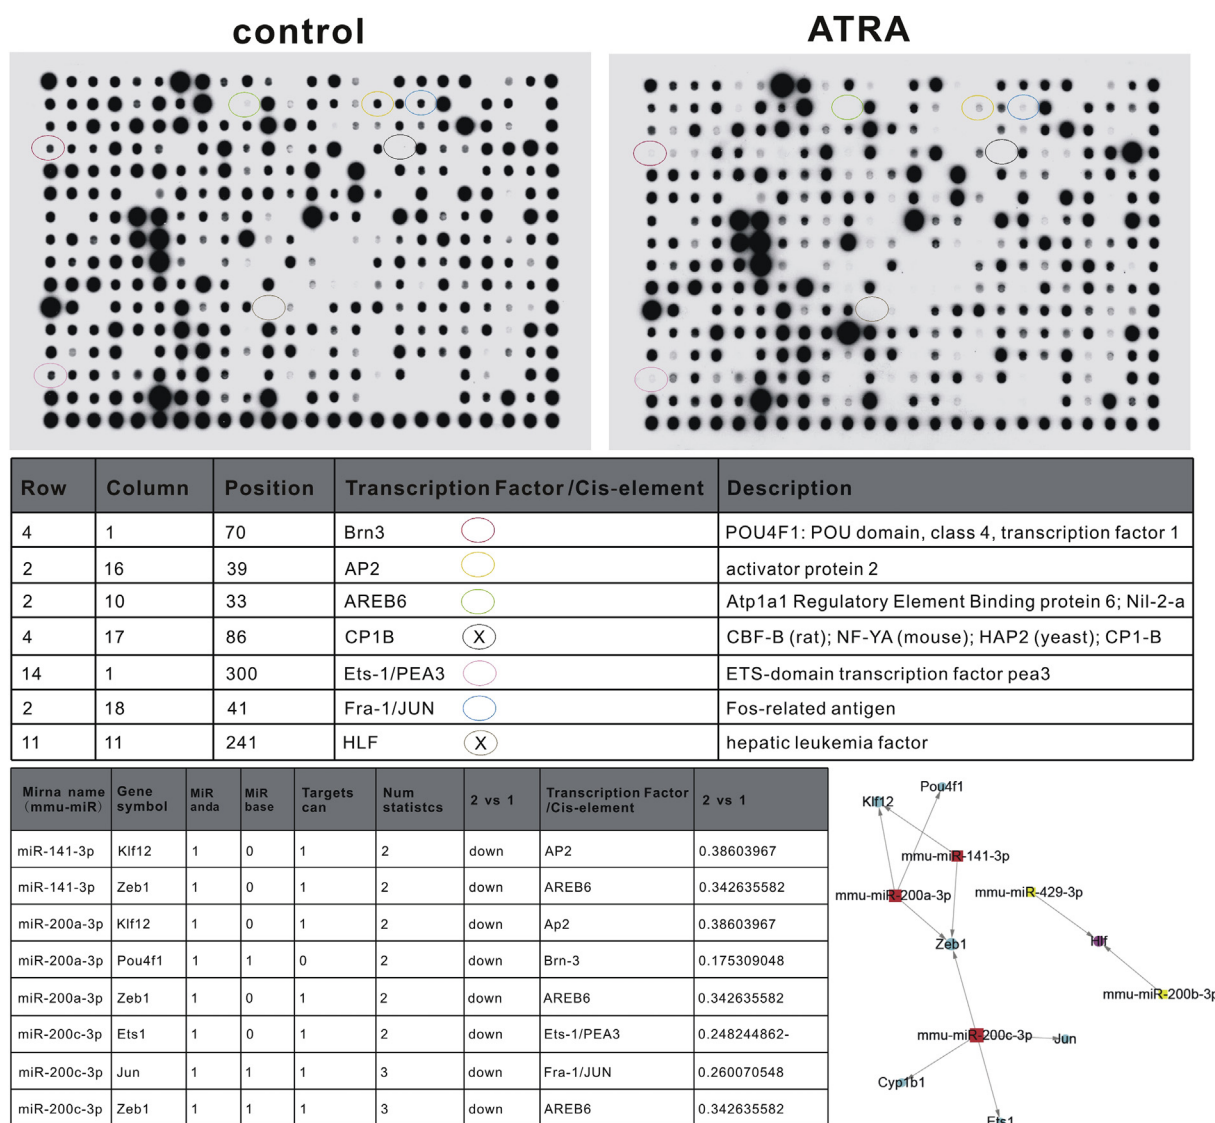 control ATRA
Row Column Position Transcription Factor /Cis-element Description
4 1 70 Brn3 POU4F1: POU domain, class 4, transcription factor 1
2 16 39 AP2 activator protein 2
2 10 33 AREB6 Atp1a1 Regulatory Element Binding protein 6; Nil-2-a
4 17 86 CP1B X CBF-B (rat); NF-YA (mouse); HAP2 (yeast); CP1-B
14 1 300 Ets-1/PEA3 ETS-domain transcription factor pea3
2 18 41 Fra-1/JUN Fos-related antigen
11 11 241 HLF X hepatic leukemia factor
Mirna name Gene MiR MiR Targets Num 2 vs 1 Transcription Factor 2 vs 1
(mmu-miR) symbol anda base can statistcs /Cis-element
miR-141-3p Klf12 1 0 1 2 down AP2 0.38603967
miR-141-3p Zeb1 1 0 1 2 down AREB6 0.342635582
miR-200a-3p Klf12 1 0 1 2 down Ap2 0.38603967
miR-200a-3p Pou4f1 1 1 0 2 down Brn-3 0.175309048
miR-200a-3p Zeb1 1 0 1 2 down AREB6 0.342635582
miR-200c-3p Ets1 1 0 1 2 down Ets-1/PEA3 0.248244862-
miR-200c-3p Jun 1 1 1 3 down Fra-1/JUN 0.260070548
miR-200c-3p Zeb1 1 1 1 3 down AREB6 0.342635582
Pou4f1
Klf12
mmu-miR-141-3p
mmu-miR-200a-3p mmu-miR-429-3p
Zeb1 Hlf
mmu-miR-200b-3p
mmu-miR-200c-3p Jun
Cyp1b1
Ets1